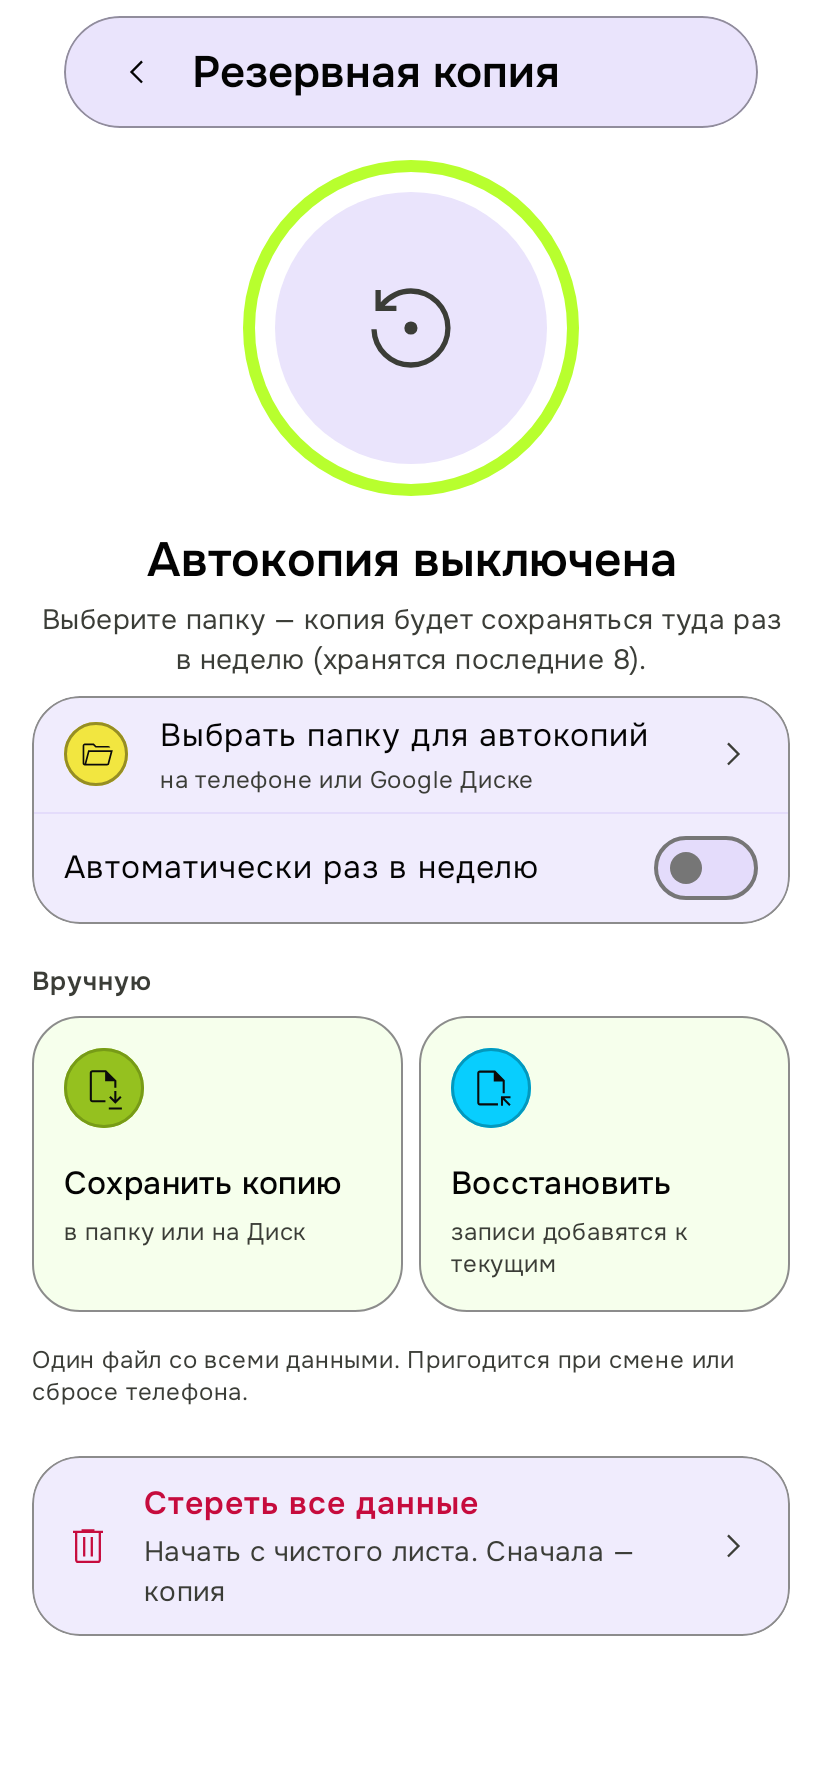 Резервная копия
Автокопия выключена
Выберите папку — копия будет сохраняться туда раз
в неделю (хранятся последние 8).
Выбрать папку для автокопий
на телефоне или Google Диске
Автоматически раз в неделю
Вручную
Сохранить копию
в папку или на Диск
Восстановить
записи добавятся к
текущим
Один файл со всеми данными. Пригодится при смене или
сбросе телефона.
Стереть все данные
Начать с чистого листа. Сначала —
копия